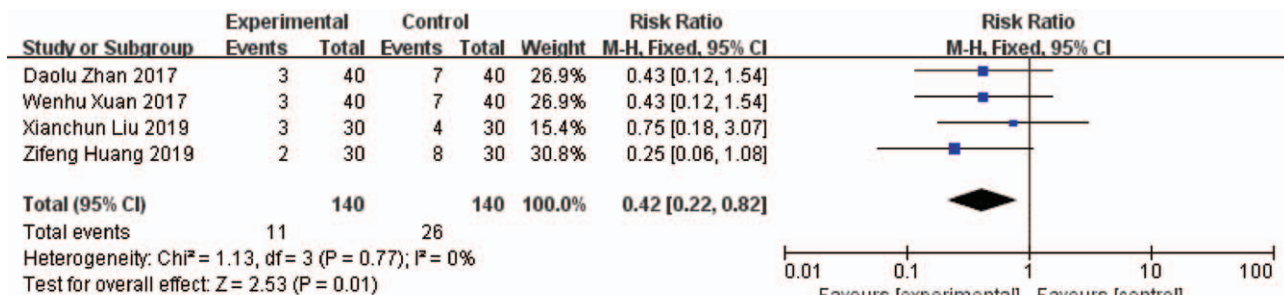 Experimental Control Risk Ratio Risk Ratio
Study or Subgroup Events Total Events Total Weight M-H, Fixed, 95% CI M-H, Fixed, 95% CI
Daolu Zhan 2017 3 40 7 40 26.9% 0.43 [0.12, 1.54]
Wenhu Xuan 2017 3 40 7 40 26.9% 0.43 [0.12, 1.54]
Xianchun Liu 2019 3 30 4 30 15.4% 0.75 [0.18, 3.07]
Zifeng Huang 2019 2 30 8 30 30.8% 0.25 [0.06, 1.08]
Total (95% CI) 140 140 100.0% 0.42 [0.22, 0.82]
Total events 11 26
Heterogeneity: Chi² = 1.13, df = 3 (P = 0.77); I² = 0%
Test for overall effect: Z = 2.53 (P = 0.01)
0.01 0.1 1 10 100
Favours [experimental] Favours [control]